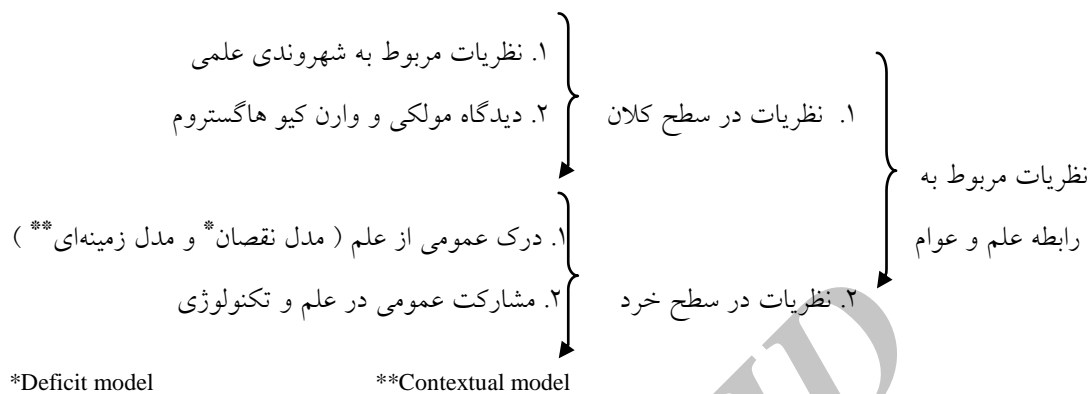 نظریات مربوط به
رابطه علم و عوام
۱. نظریات در سطح کلان
۱. نظریات مربوط به شهروندی علمی
۲. دیدگاه مولکی و وارن کیو هاگستروم
۲. نظریات در سطح خرد
۱. درک عمومی از علم ( مدل نقصان* و مدل زمینه‌ای** )
۲. مشارکت عمومی در علم و تکنولوژی
*Deficit model
**Contextual model